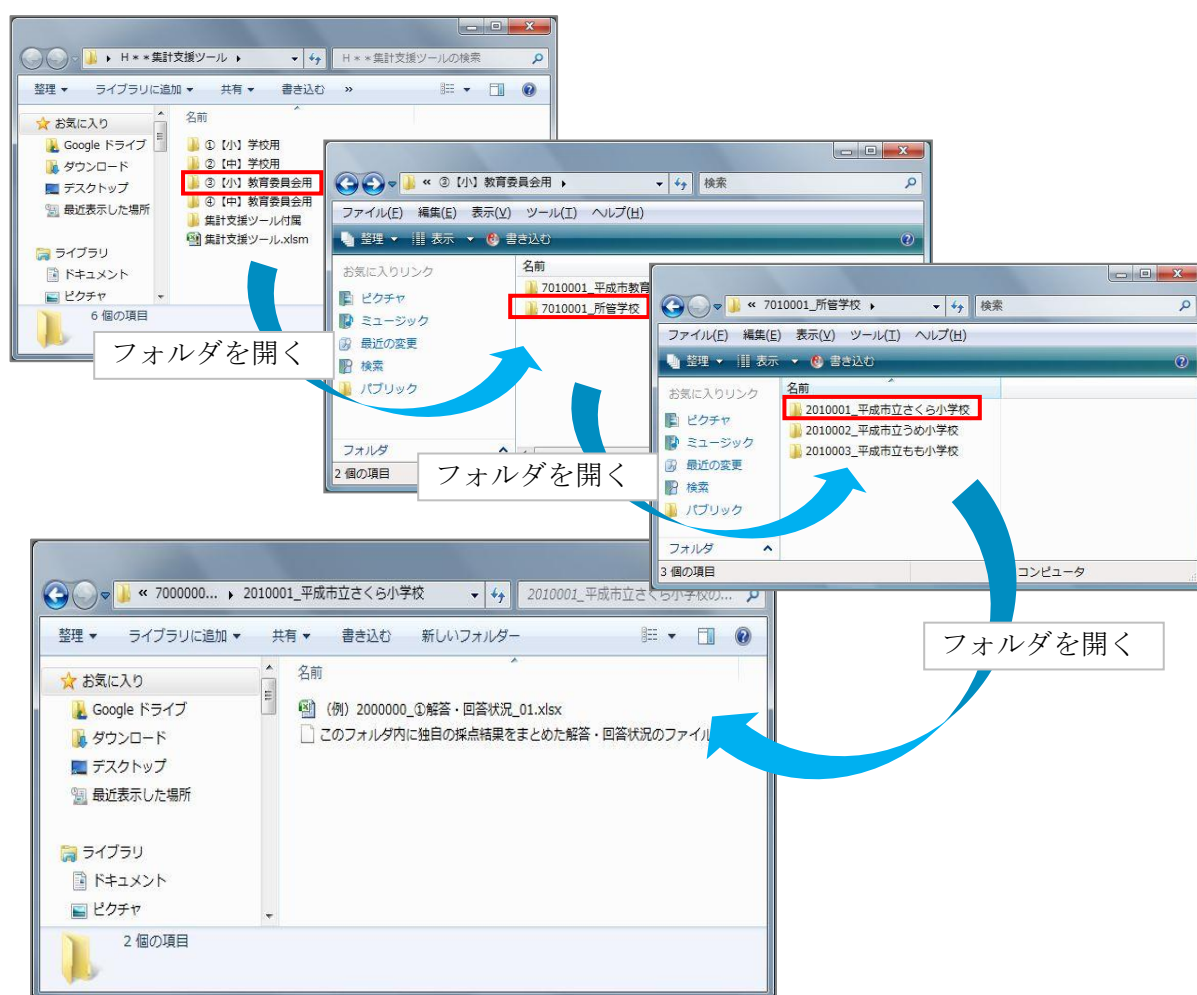 H＊＊集計支援ツール
H＊＊集計支援ツールの検索
整理 ライブラリに追加 共有 書き込む »
お気に入り
Google ドライブ
ダウンロード
デスクトップ
最近表示した場所
ライブラリ
ドキュメント
ピクチャ
名前
①【小】学校用
②【中】学校用
③【小】教育委員会用
④【中】教育委員会用
集計支援ツール付属
集計支援ツール.xlsm
6 個の項目
フォルダを開く
« ③【小】教育委員会用
検索
ファイル(F) 編集(E) 表示(V) ツール(T) ヘルプ(H)
整理 表示 書き込む
お気に入りリンク
ピクチャ
ミュージック
最近の変更
検索
パブリック
フォルダ
名前
7010001_平成市教育
7010001_所管学校
2 個の項目
フォルダを開く
« 7010001_所管学校
検索
ファイル(F) 編集(E) 表示(V) ツール(T) ヘルプ(H)
整理 表示 書き込む
お気に入りリンク
ピクチャ
ミュージック
最近の変更
検索
パブリック
フォルダ
名前
2010001_平成市立さくら小学校
2010002_平成市立うめ小学校
2010003_平成市立もも小学校
3 個の項目
コンピュータ
フォルダを開く
« 7000000... 2010001_平成市立さくら小学校
2010001_平成市立さくら小学校の...
整理 ライブラリに追加 共有 書き込む 新しいフォルダー
お気に入り
Google ドライブ
ダウンロード
デスクトップ
最近表示した場所
ライブラリ
ドキュメント
ピクチャ
名前
（例）2000000_①解答・回答状況_01.xlsx
このフォルダ内に独自の採点結果をまとめた解答・回答状況のファイル
2 個の項目